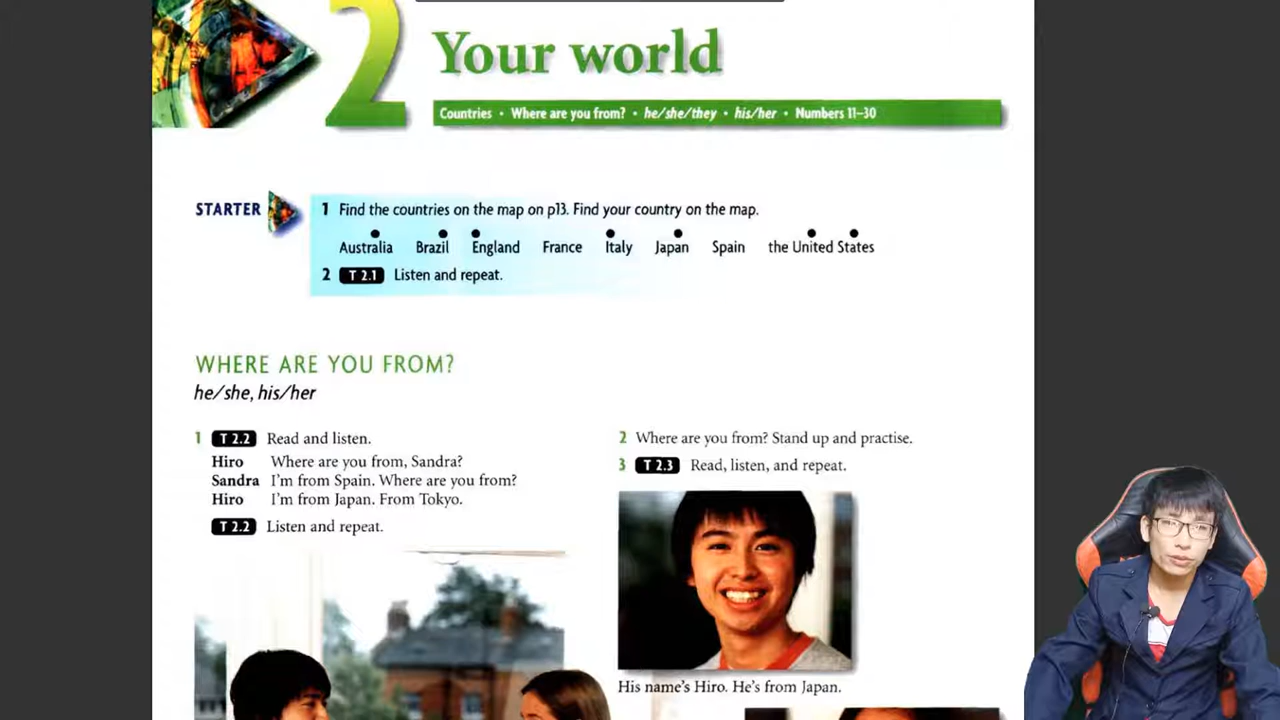 2
Your world
Countries • Where are you from? • he/she/they • his/her • Numbers 11–30
STARTER
1 Find the countries on the map on p13. Find your country on the map.
Australia Brazil England France Italy Japan Spain the United States
2 T 2.1 Listen and repeat.
WHERE ARE YOU FROM?
he/she, his/her
1 T 2.2 Read and listen.
Hiro Where are you from, Sandra?
Sandra I'm from Spain. Where are you from?
Hiro I'm from Japan. From Tokyo.
T 2.2 Listen and repeat.
2 Where are you from? Stand up and practise.
3 T 2.3 Read, listen, and repeat.
His name's Hiro. He's from Japan.